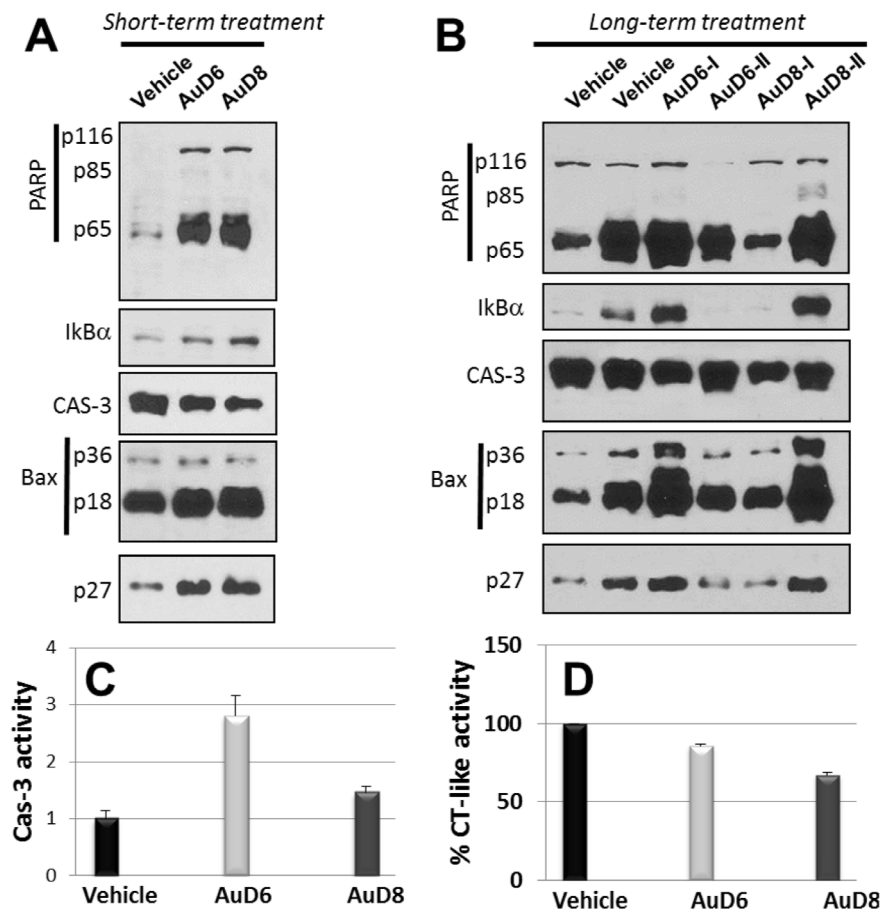 A
Short-term treatment
Vehicle
AuD6
AuD8
PARP
p116
p85
p65
IkBα
CAS-3
Bax
p36
p18
p27
B
Long-term treatment
Vehicle
Vehicle
AuD6-I
AuD6-II
AuD8-I
AuD8-II
PARP
p116
p85
p65
IkBα
CAS-3
Bax
p36
p18
p27
C
Cas-3 activity
4
3
2
1
0
Vehicle AuD6 AuD8
D
% CT-like activity
150
100
50
0
Vehicle AuD6 AuD8